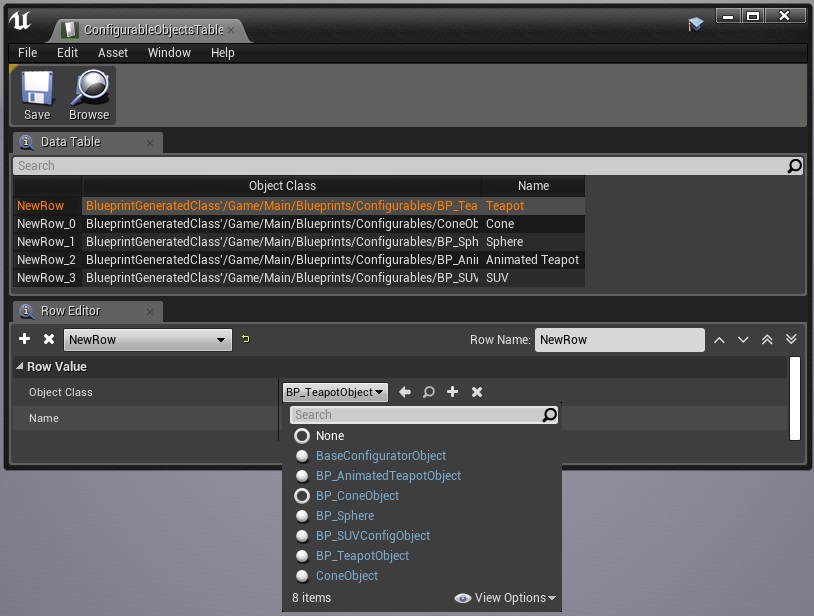 ConfigurableObjectsTable
File Edit Asset Window Help
Save Browse
Data Table
Search
Object Class Name
NewRow BlueprintGeneratedClass'/Game/Main/Blueprints/Configurables/BP_Tea Teapot
NewRow_0 BlueprintGeneratedClass'/Game/Main/Blueprints/Configurables/ConeOb Cone
NewRow_1 BlueprintGeneratedClass'/Game/Main/Blueprints/Configurables/BP_Sph Sphere
NewRow_2 BlueprintGeneratedClass'/Game/Main/Blueprints/Configurables/BP_Ani Animated Teapot
NewRow_3 BlueprintGeneratedClass'/Game/Main/Blueprints/Configurables/BP_SUV SUV
Row Editor
NewRow Row Name: NewRow
Row Value
Object Class BP_TeapotObject
Name
Search
None
BaseConfiguratorObject
BP_AnimatedTeapotObject
BP_ConeObject
BP_Sphere
BP_SUVConfigObject
BP_TeapotObject
ConeObject
8 items View Options